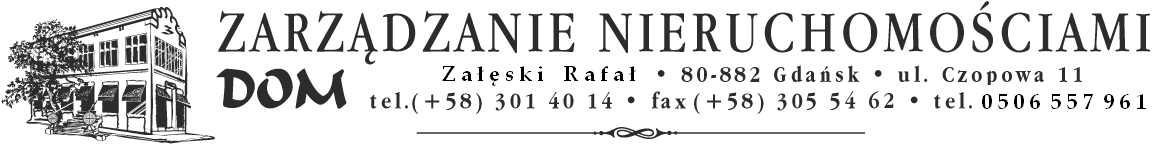 ZARZĄDZANIE NIERUCHOMOŚCIAMI
DOM
Załęski Rafał • 80-882 Gdańsk • ul. Czopowa 11
tel.(+58) 301 40 14 • fax (+58) 305 54 62 • tel. 0506 557 961